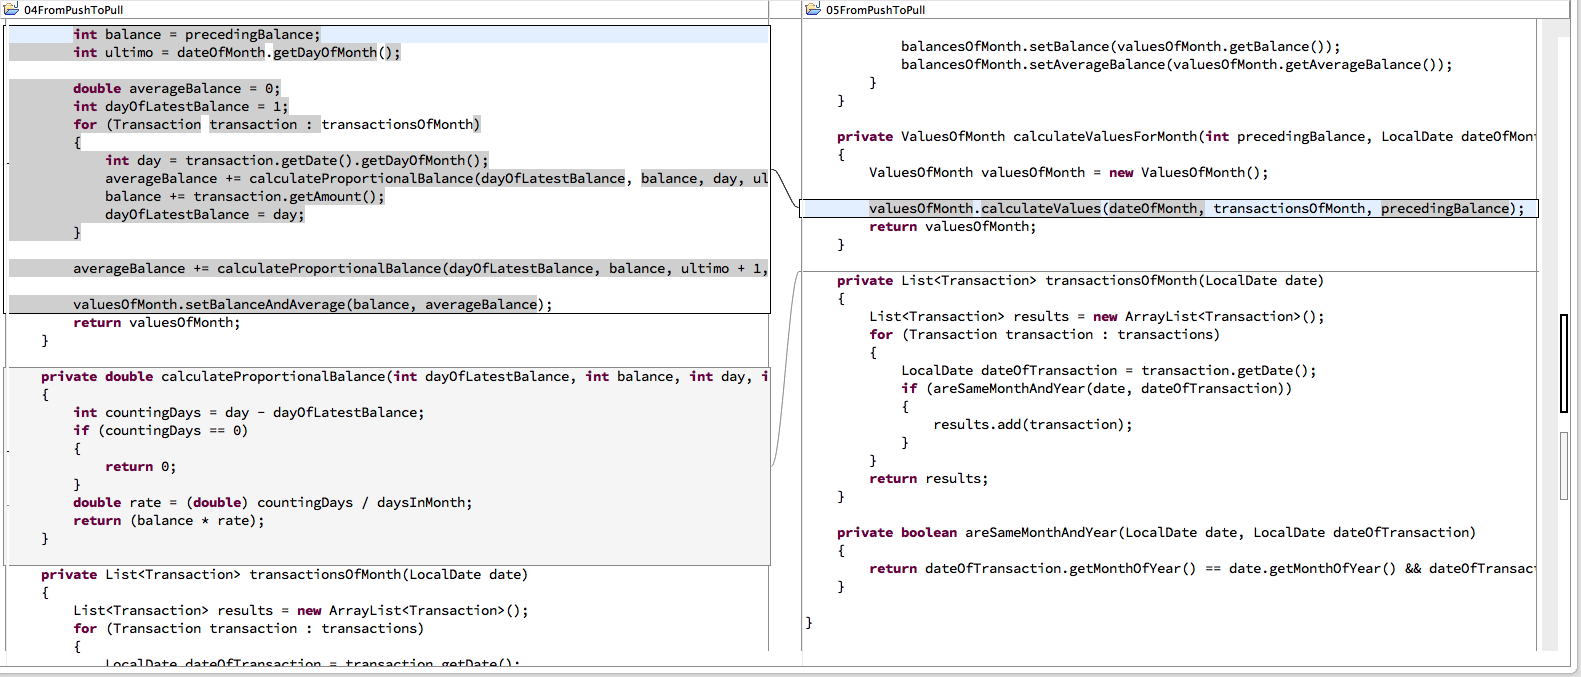 04FromPushToPull
int balance = precedingBalance;
int ultimo = dateOfMonth.getDayOfMonth();
double averageBalance = 0;
int dayOfLatestBalance = 1;
for (Transaction transaction : transactionsOfMonth)
{
int day = transaction.getDate().getDayOfMonth();
averageBalance += calculateProportionalBalance(dayOfLatestBalance, balance, day, ul
balance += transaction.getAmount();
dayOfLatestBalance = day;
}
averageBalance += calculateProportionalBalance(dayOfLatestBalance, balance, ultimo + 1,
valuesOfMonth.setBalanceAndAverage(balance, averageBalance);
return valuesOfMonth;
}
private double calculateProportionalBalance(int dayOfLatestBalance, int balance, int day, i
{
int countingDays = day - dayOfLatestBalance;
if (countingDays == 0)
{
return 0;
}
double rate = (double) countingDays / daysInMonth;
return (balance * rate);
}
private List<Transaction> transactionsOfMonth(LocalDate date)
{
List<Transaction> results = new ArrayList<Transaction>();
for (Transaction transaction : transactions)
{
LocalDate dateOfTransaction = transaction.getDate();
05FromPushToPull
balancesOfMonth.setBalance(valuesOfMonth.getBalance());
balancesOfMonth.setAverageBalance(valuesOfMonth.getAverageBalance());
}
}
private ValuesOfMonth calculateValuesForMonth(int precedingBalance, LocalDate dateOfMon
{
ValuesOfMonth valuesOfMonth = new ValuesOfMonth();
valuesOfMonth.calculateValues(dateOfMonth, transactionsOfMonth, precedingBalance);
return valuesOfMonth;
}
private List<Transaction> transactionsOfMonth(LocalDate date)
{
List<Transaction> results = new ArrayList<Transaction>();
for (Transaction transaction : transactions)
{
LocalDate dateOfTransaction = transaction.getDate();
if (areSameMonthAndYear(date, dateOfTransaction))
{
results.add(transaction);
}
}
return results;
}
private boolean areSameMonthAndYear(LocalDate date, LocalDate dateOfTransaction)
{
return dateOfTransaction.getMonthOfYear() == date.getMonthOfYear() && dateOfTransac
}
}